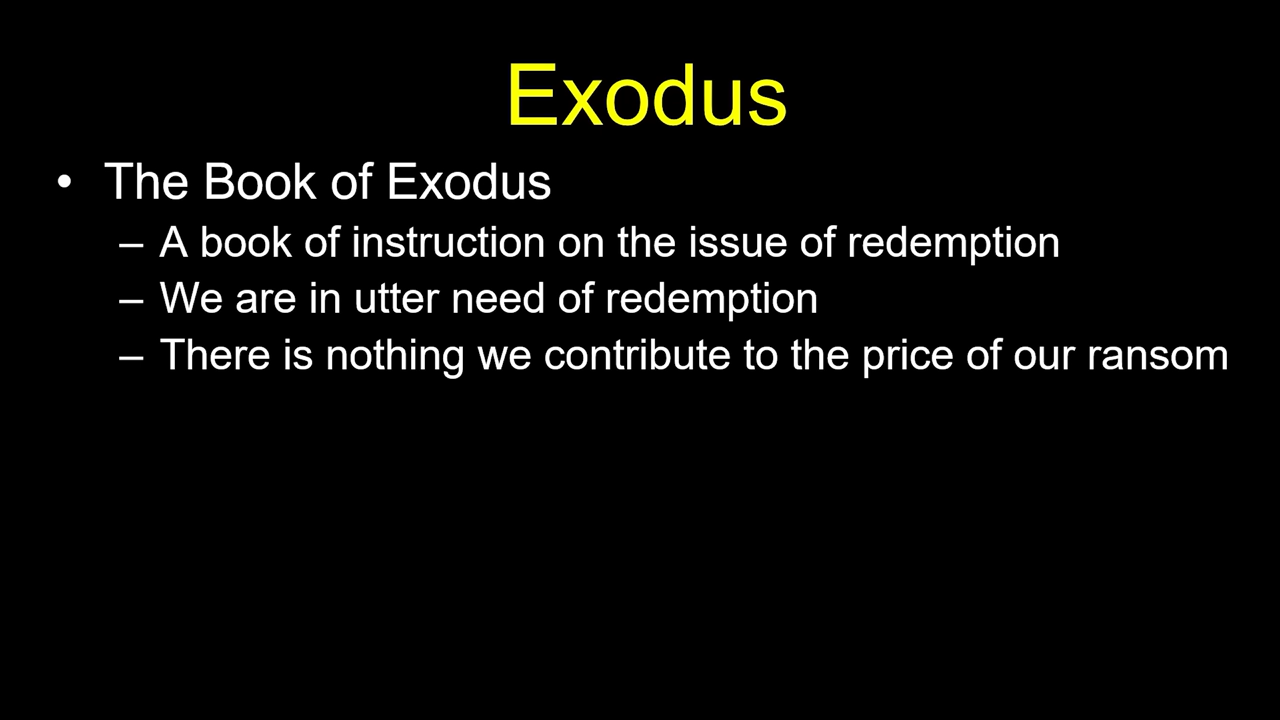 Exodus
• The Book of Exodus
– A book of instruction on the issue of redemption
– We are in utter need of redemption
– There is nothing we contribute to the price of our ransom